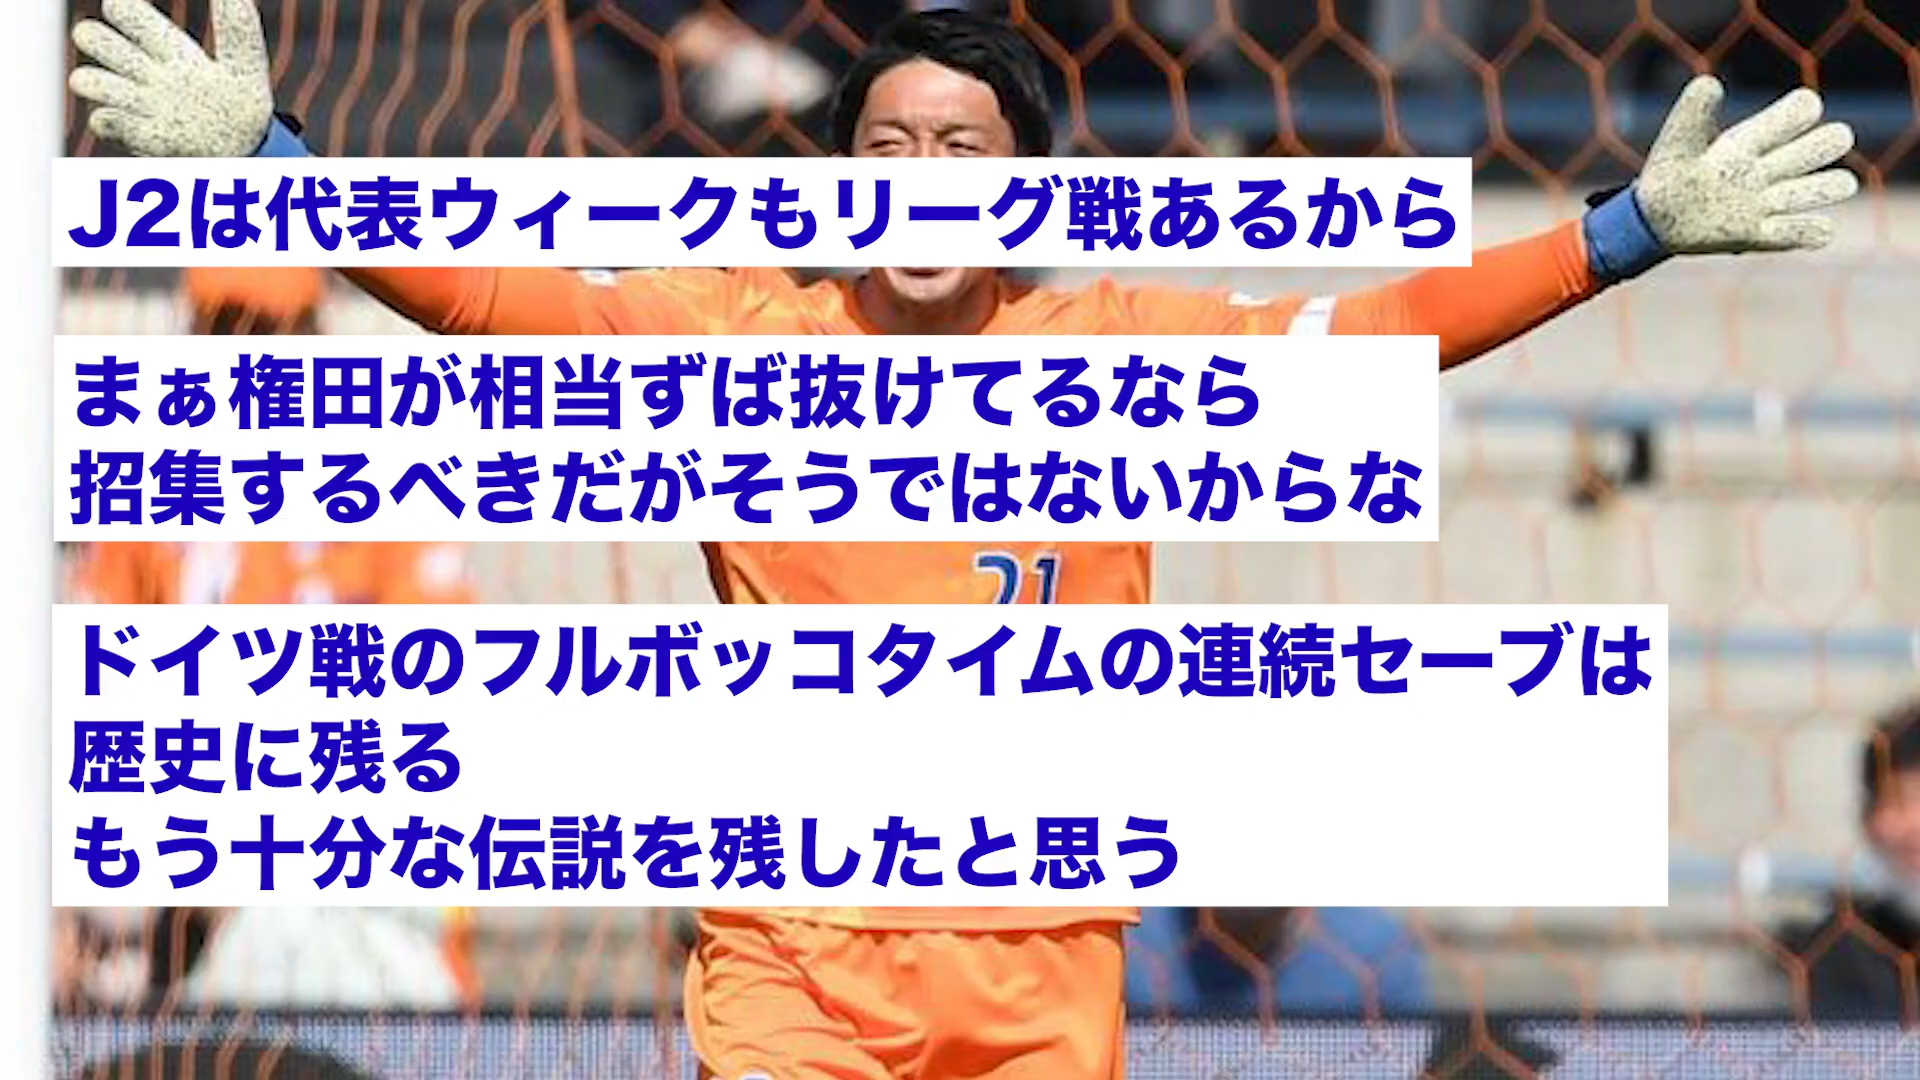 J2は代表ウィークもリーグ戦あるから
まぁ権田が相当ずば抜けてるなら
招集するべきだがそうではないからな
21
ドイツ戦のフルボッコタイムの連続セーブは
歴史に残る
もう十分な伝説を残したと思う